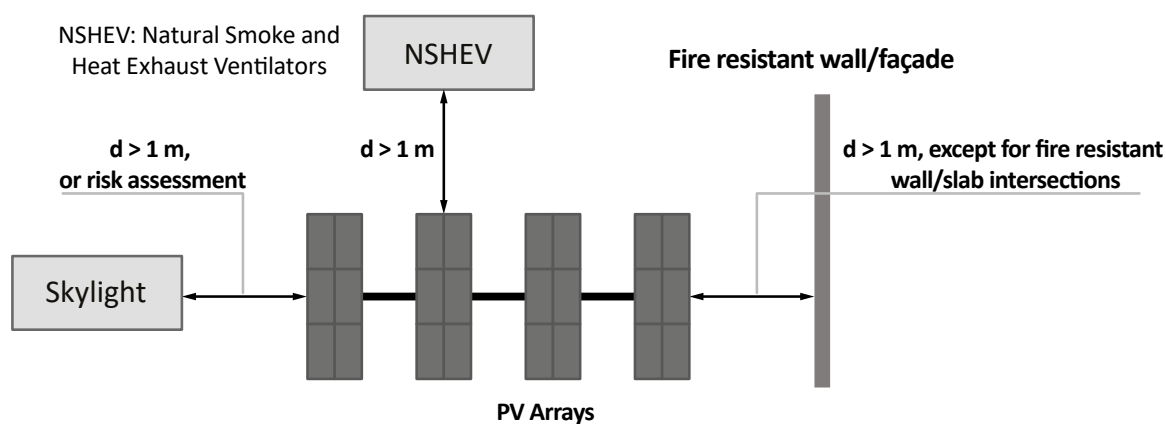 NSHEV: Natural Smoke and
Heat Exhaust Ventilators
NSHEV
Fire resistant wall/façade
d > 1 m,
or risk assessment
d > 1 m
d > 1 m, except for fire resistant
wall/slab intersections
Skylight
PV Arrays